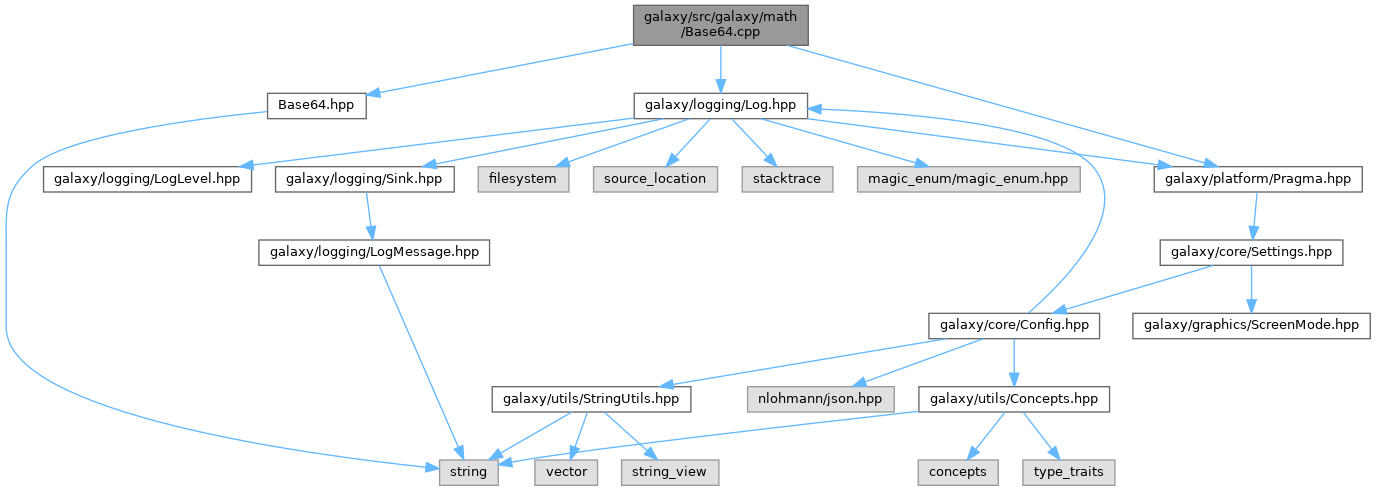 galaxy/src/galaxy/math
/Base64.cpp
Base64.hpp
galaxy/logging/Log.hpp
galaxy/logging/LogLevel.hpp
galaxy/logging/Sink.hpp
filesystem
source_location
stacktrace
magic_enum/magic_enum.hpp
galaxy/platform/Pragma.hpp
galaxy/logging/LogMessage.hpp
galaxy/core/Settings.hpp
galaxy/core/Config.hpp
galaxy/graphics/ScreenMode.hpp
galaxy/utils/StringUtils.hpp
nlohmann/json.hpp
galaxy/utils/Concepts.hpp
string
vector
string_view
concepts
type_traits